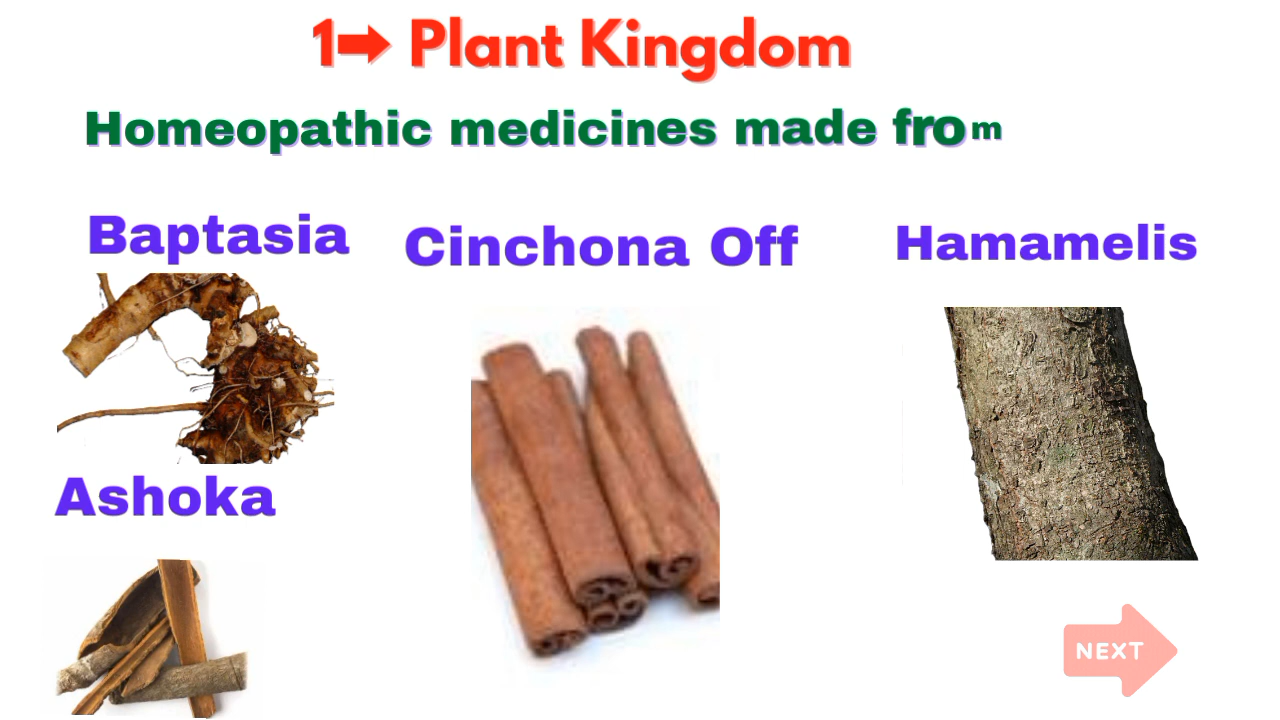 1➡ Plant Kingdom
Homeopathic medicines made from
Baptasia
Cinchona Off
Hamamelis
Ashoka
NEXT